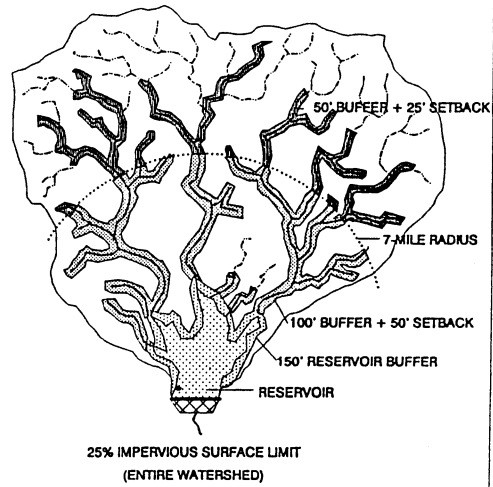 50' BUFFER + 25' SETBACK
7-MILE RADIUS
100' BUFFER + 50' SETBACK
150' RESERVOIR BUFFER
RESERVOIR
25% IMPERVIOUS SURFACE LIMIT
(ENTIRE WATERSHED)